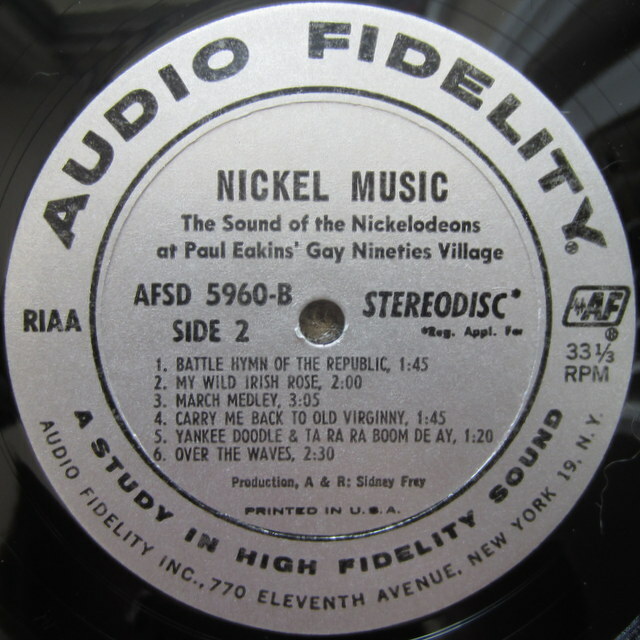 AUDIO FIDELITY®
NICKEL MUSIC
The Sound of the Nickelodeons
at Paul Eakins' Gay Nineties Village
AFSD 5960-B
SIDE 2
STEREODISC*
*Reg. Appl. For
RIAA
AF®
33 1/3
RPM
1. BATTLE HYMN OF THE REPUBLIC, 1:45
2. MY WILD IRISH ROSE, 2:00
3. MARCH MEDLEY, 3:05
4. CARRY ME BACK TO OLD VIRGINNY, 1:45
5. YANKEE DOODLE & TA RA RA BOOM DE AY, 1:20
6. OVER THE WAVES, 2:30
Production, A & R: Sidney Frey
PRINTED IN U.S.A.
A STUDY IN HIGH FIDELITY SOUND
AUDIO FIDELITY INC., 770 ELEVENTH AVENUE, NEW YORK 19, N.Y.